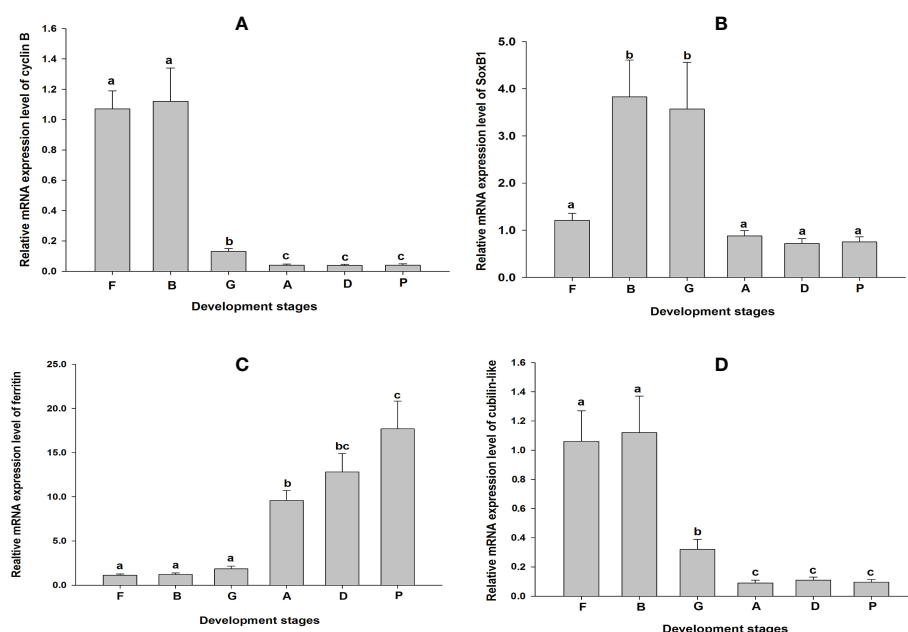 A
Relative mRNA expression level of cyclin B
1.6
1.4
1.2
1.0
0.8
0.6
0.4
0.2
0.0
a
a
b
c
c
c
F B G A D P
Development stages
B
Relative mRNA expression level of SoxB1
5.0
4.0
3.0
2.0
1.0
0.0
a
b
b
a
a
a
F B G A D P
Development stages
C
Realtive mRNA expression level of ferritin
25.0
20.0
15.0
10.0
5.0
0.0
a
a
a
b
bc
c
F B G A D P
Development stages
D
Relative mRNA expression level of cubilin-like
1.6
1.4
1.2
1.0
0.8
0.6
0.4
0.2
0.0
a
a
b
c
c
c
F B G A D P
Development stages